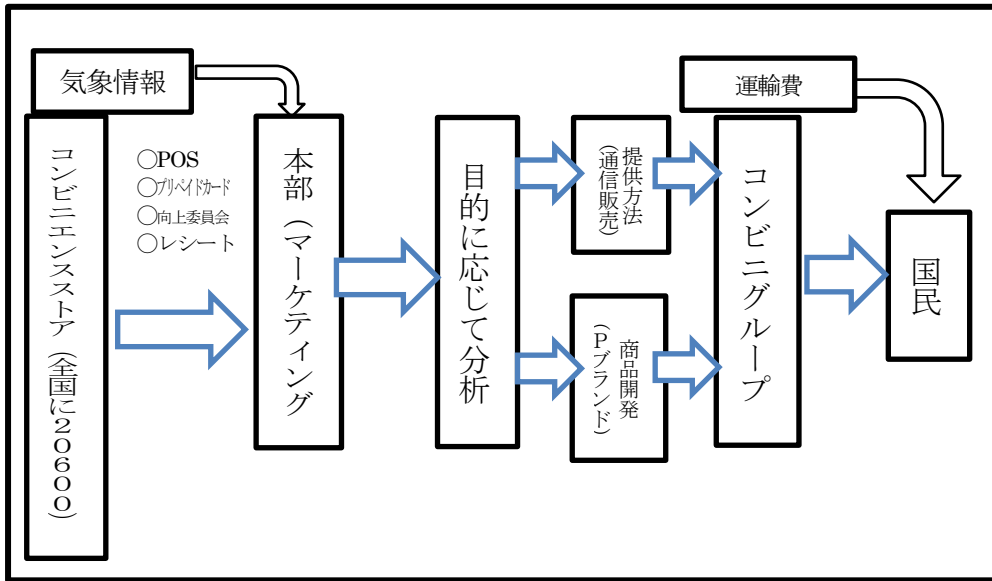 気象情報
コンビニエンスストア（全国に20600）
○POS
○プリペイドカード
○向上委員会
○レシート
本部（マーケティング）
目的に応じて分析
提供方法
（通信販売）
商品開発
（Pブランド）
運輸費
コンビニグループ
国民